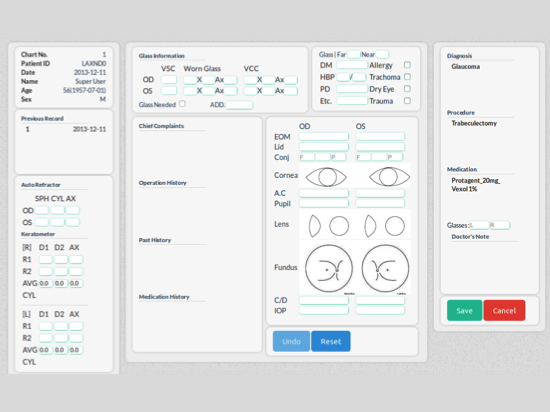 Chart No. 1
Patient ID LAXND0
Date 2013-12-11
Name Super User
Age 56(1957-07-01)
Sex M
Previous Record
1 2013-12-11
Auto Refractor
SPH CYL AX
OD
OS
Keratometer
[R] D1 D2 AX
R1
R2
AVG 0.0 0.0 0.0
CYL
[L] D1 D2 AX
R1
R2
AVG 0.0 0.0 0.0
CYL
Glass Information
VSC Worn Glass VCC
OD X Ax X Ax
OS X Ax X Ax
Glass Needed ADD.
Glass | Far Near
DM Allergy
HBP / Trachoma
PD Dry Eye
Etc. Trauma
Chief Complaints
Operation History
Past History
Medication History
OD OS
EOM
Lid
Conj F P F P
Cornea
A.C
Pupil
Lens
Fundus
C/D
IOP
Undo Reset
Diagnosis
Glaucoma
Procedure
Trabeculectomy
Medication
Protagent_20mg_
Vexol 1%
Glasses: L R
Doctor's Note
Save Cancel